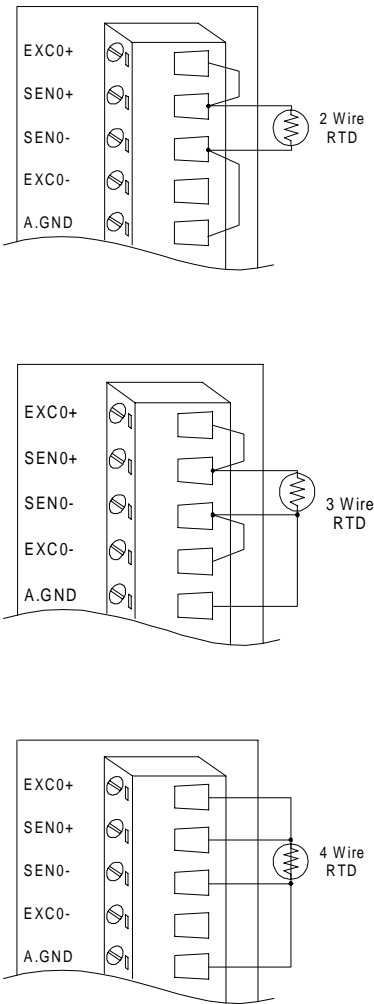 EXC0+
SEN0+
SEN0-
EXC0-
A.GND
2 Wire
RTD
EXC0+
SEN0+
SEN0-
EXC0-
A.GND
3 Wire
RTD
EXC0+
SEN0+
SEN0-
EXC0-
A.GND
4 Wire
RTD